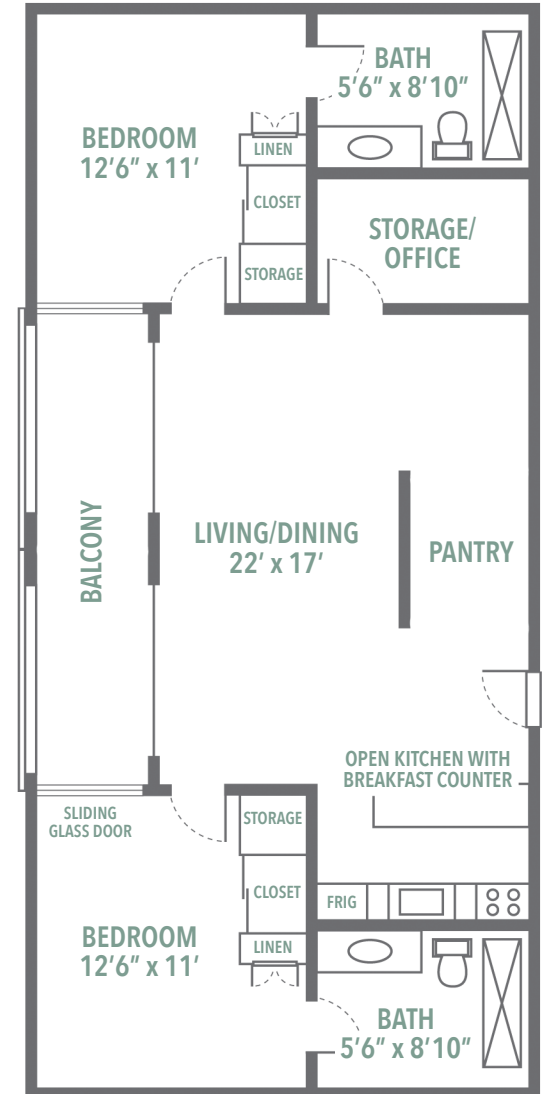 BATH
5'6" x 8'10"
BEDROOM
12'6" x 11'
LINEN
CLOSET
STORAGE
STORAGE/
OFFICE
BALCONY
LIVING/DINING
22' x 17'
PANTRY
OPEN KITCHEN WITH
BREAKFAST COUNTER
SLIDING
GLASS DOOR
STORAGE
CLOSET
LINEN
FRIG
BEDROOM
12'6" x 11'
BATH
5'6" x 8'10"